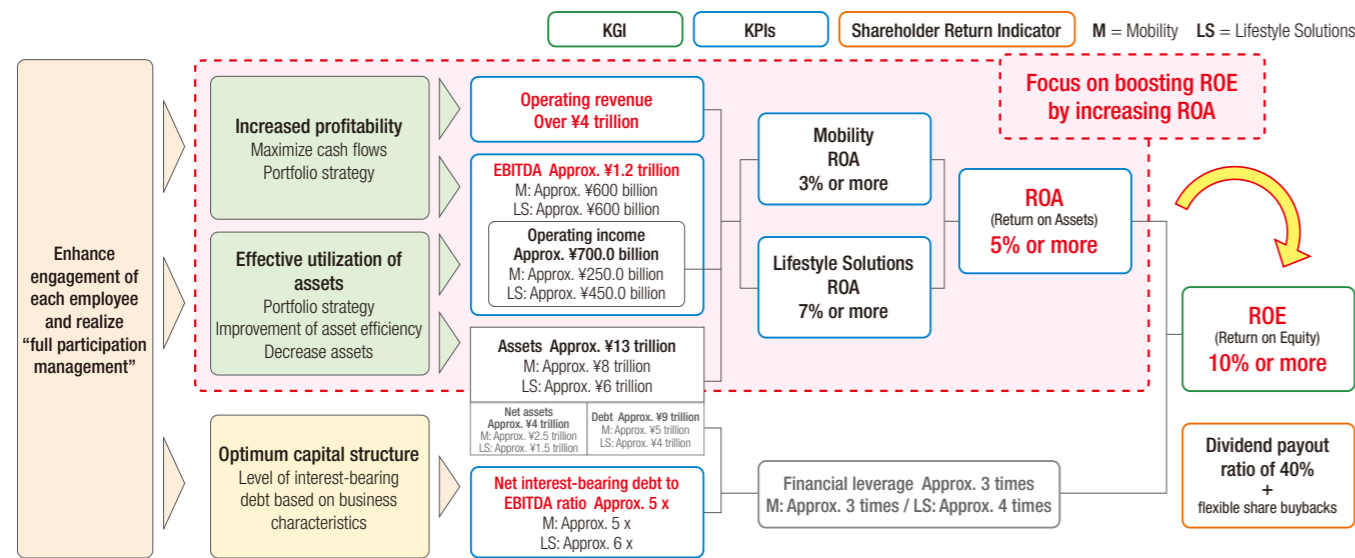 KGI
KPIs
Shareholder Return Indicator
M = Mobility LS = Lifestyle Solutions
Enhance
engagement of
each employee
and realize
“full participation
management”
Increased profitability
Maximize cash flows
Portfolio strategy
Effective utilization of
assets
Portfolio strategy
Improvement of asset efficiency
Decrease assets
Optimum capital structure
Level of interest-bearing
debt based on business
characteristics
Operating revenue
Over ¥4 trillion
EBITDA Approx. ¥1.2 trillion
M: Approx. ¥600 billion
LS: Approx. ¥600 billion
Operating income
Approx. ¥700.0 billion
M: Approx. ¥250.0 billion
LS: Approx. ¥450.0 billion
Assets Approx. ¥13 trillion
M: Approx. ¥8 trillion
LS: Approx. ¥6 trillion
Net assets
Approx. ¥4 trillion
M: Approx. ¥2.5 trillion
LS: Approx. ¥1.5 trillion
Debt Approx. ¥9 trillion
M: Approx. ¥5 trillion
LS: Approx. ¥4 trillion
Net interest-bearing debt to
EBITDA ratio Approx. 5 x
M: Approx. 5 x
LS: Approx. 6 x
Mobility
ROA
3% or more
Lifestyle Solutions
ROA
7% or more
Financial leverage Approx. 3 times
M: Approx. 3 times / LS: Approx. 4 times
ROA
(Return on Assets)
5% or more
Focus on boosting ROE
by increasing ROA
ROE
(Return on Equity)
10% or more
Dividend payout
ratio of 40%
+
flexible share buybacks